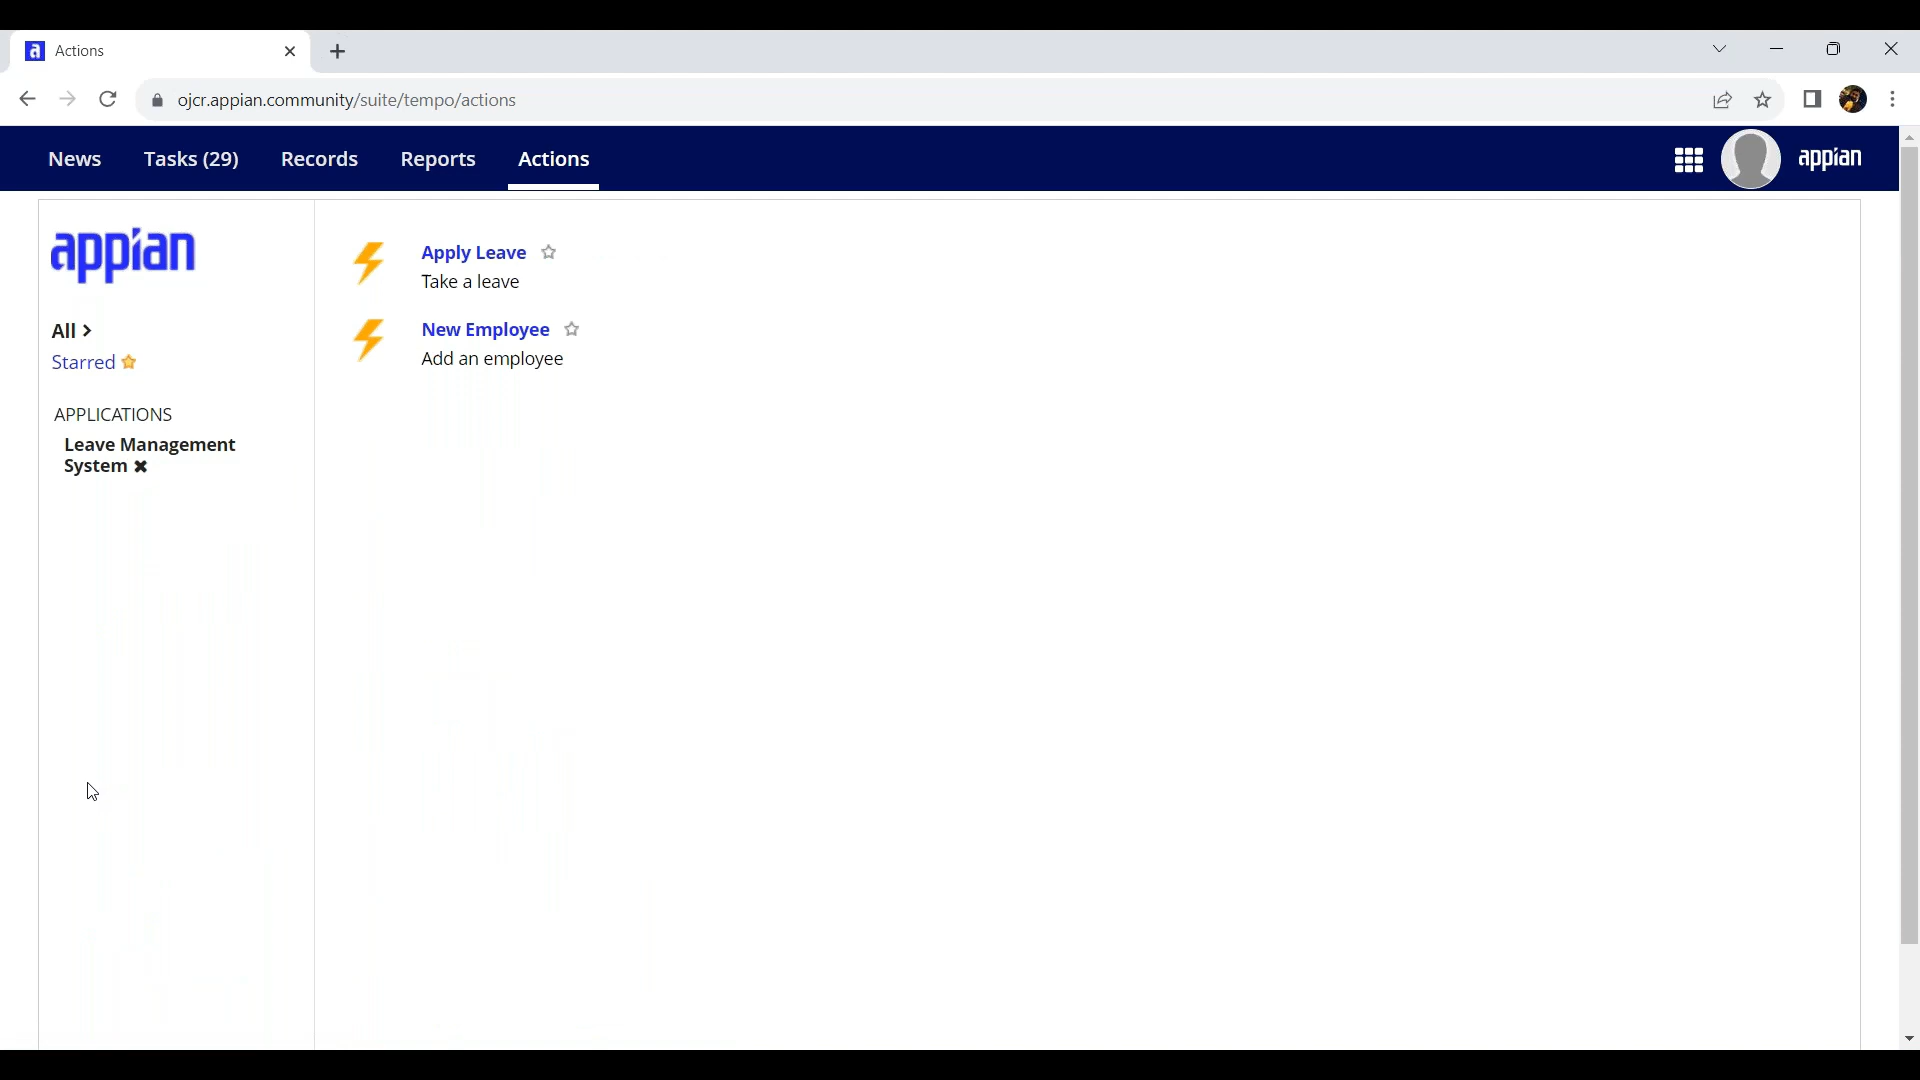 Actions
ojcr.appian.community/suite/tempo/actions
News Tasks (29) Records Reports Actions appian
appian
All
Starred
APPLICATIONS
Leave Management
System
Apply Leave
Take a leave
New Employee
Add an employee